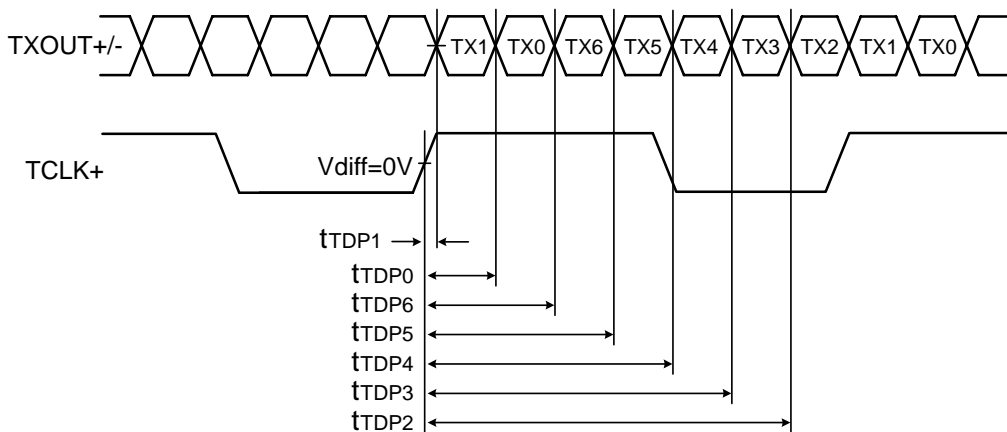 TXOUT+/- TX1 TX0 TX6 TX5 TX4 TX3 TX2 TX1 TX0
TCLK+ Vdiff=0V
tTDP1
tTDP0
tTDP6
tTDP5
tTDP4
tTDP3
tTDP2